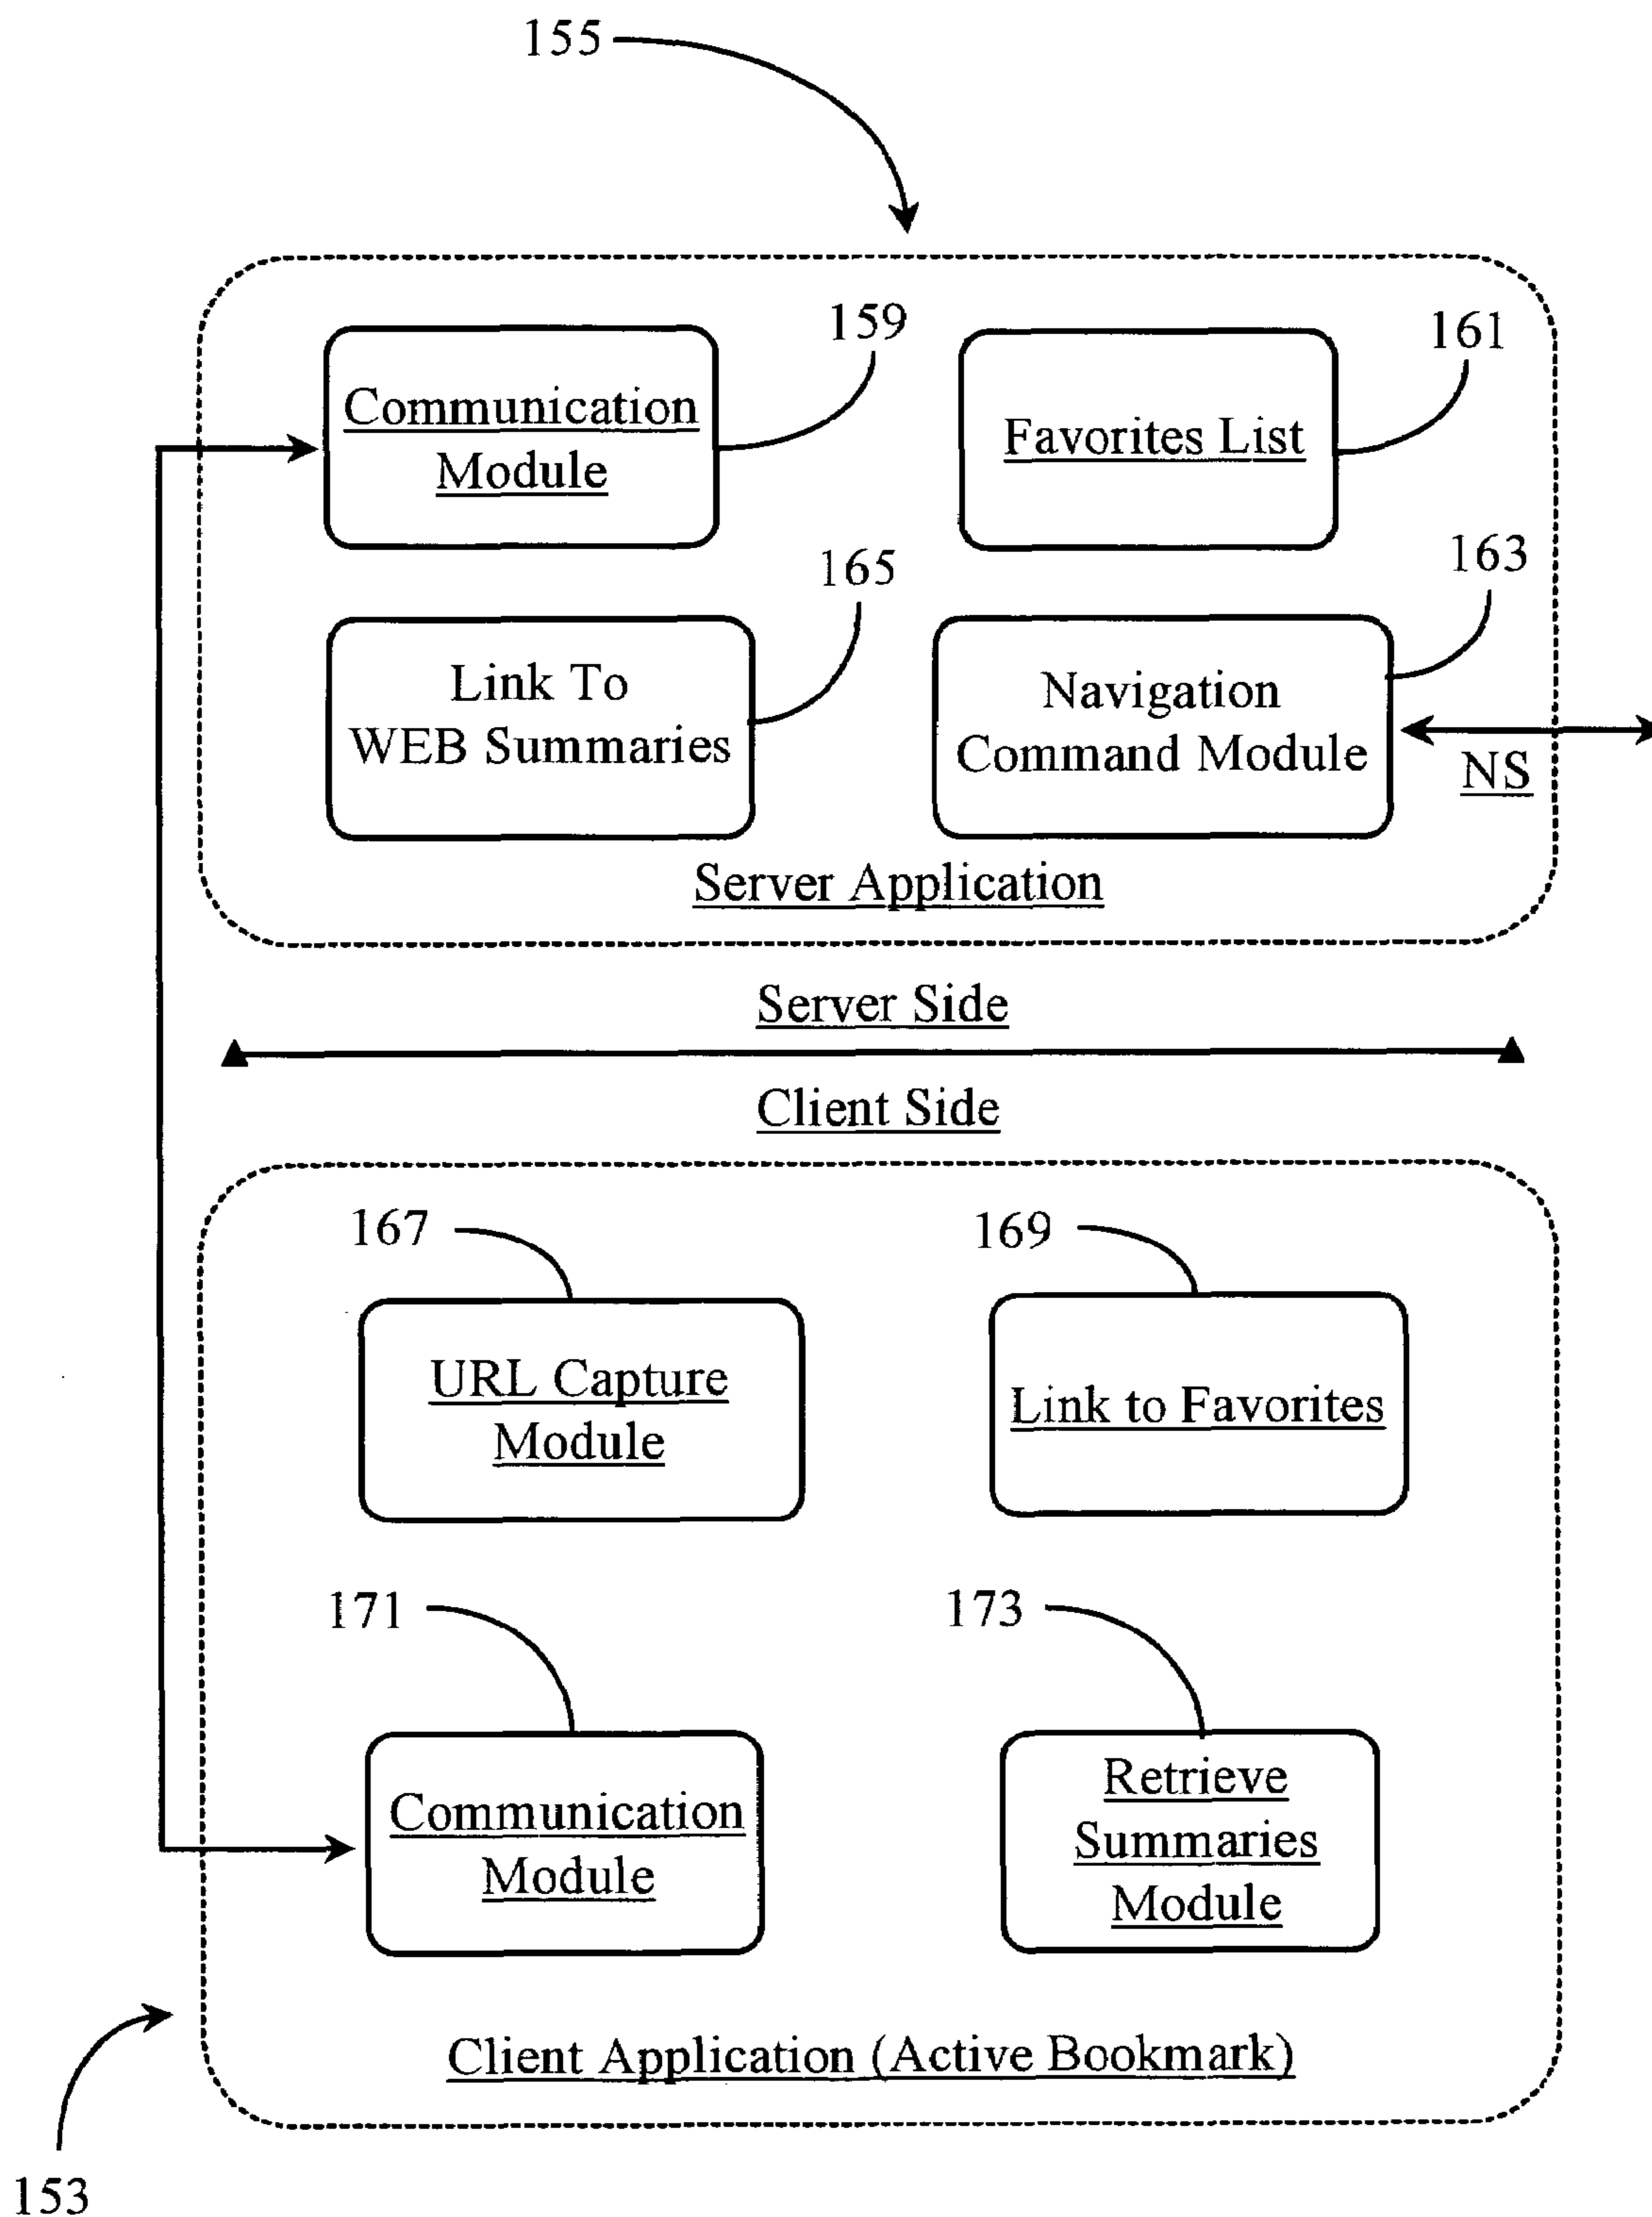 155
159
161
Communication
Module
Favorites List
165
163
Link To
WEB Summaries
Navigation
Command Module
NS
Server Application
Server Side
Client Side
167
169
URL Capture
Module
Link to Favorites
171
173
Communication
Module
Retrieve
Summaries
Module
Client Application (Active Bookmark)
153